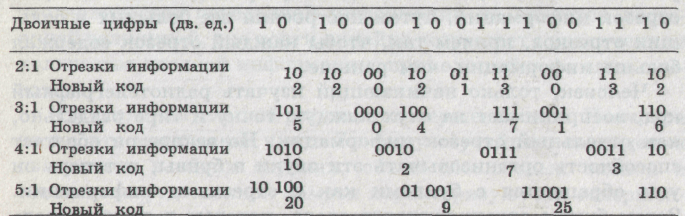 Двоичные цифры (дв. ед.) 1 0 1 0 0 0 1 0 0 1 1 1 0 0 1 1 1 0
2:1 Отрезки информации 10 10 00 10 01 11 00 11 10
Новый код 2 2 0 2 1 3 0 3 2
3:1 Отрезки информации 101 000 100 111 001 110
Новый код 5 0 4 7 1 6
4:1 Отрезки информации 1010 0010 0111 0011
Новый код 10 2 7 3
5:1 Отрезки информации 10 100 01 001 11001
Новый код 20 9 25